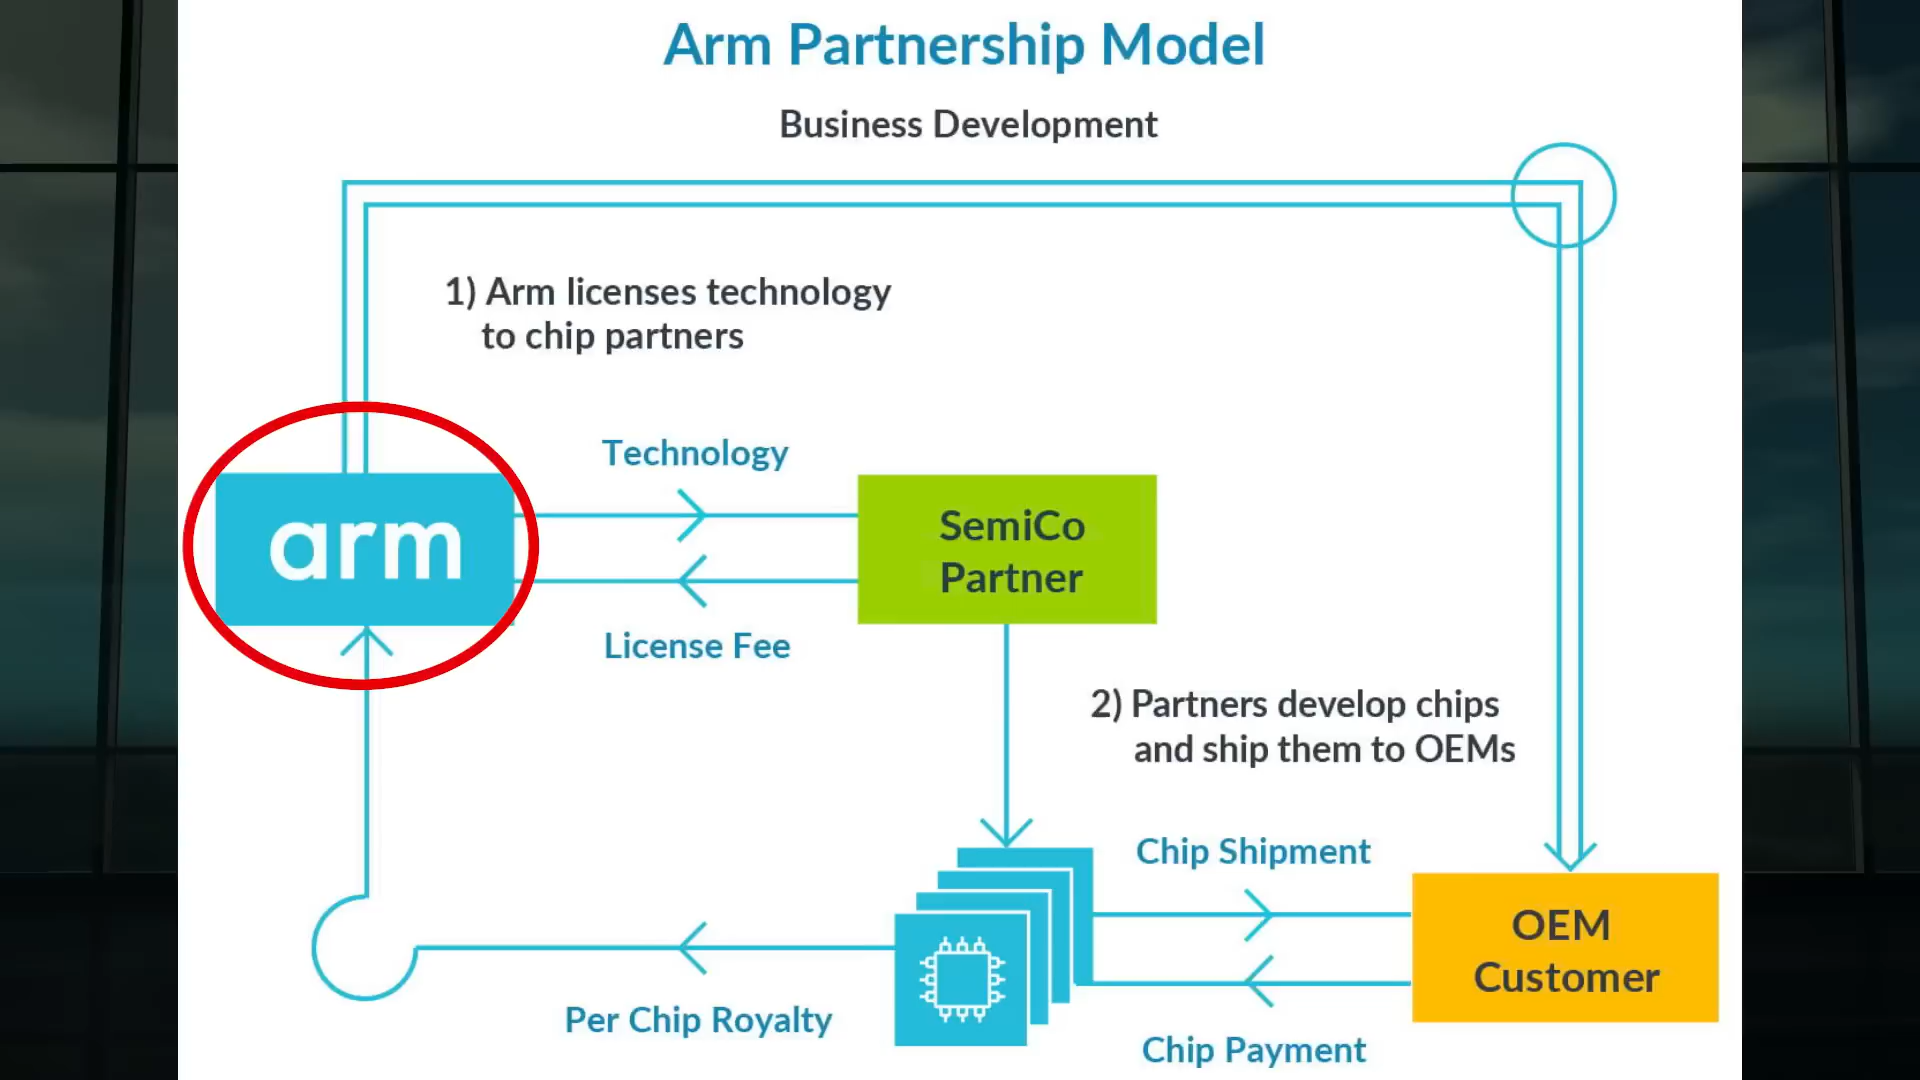 Arm Partnership Model
Business Development
1) Arm licenses technology
to chip partners
Technology
arm
SemiCo
Partner
License Fee
2) Partners develop chips
and ship them to OEMs
Chip Shipment
OEM
Customer
Per Chip Royalty
Chip Payment